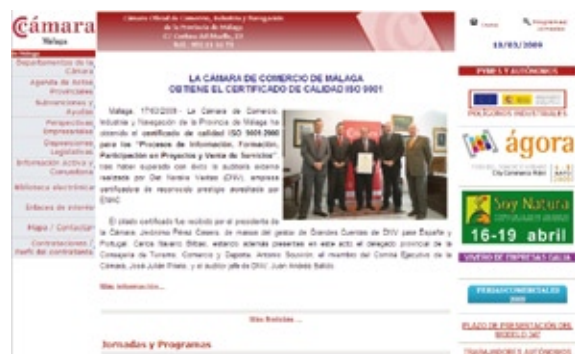 Cámara
Málaga
Cámara Oficial de Comercio, Industria y Navegación
de la Provincia de Málaga
Home
18/03/2009
Departamentos de la
Cámara
Agenda de Actos
Provinciales
Subvenciones y
Ayudas
Perspectivas
Empresariales
Disposiciones
Legislativas
Información activa y
Consultoría
Biblioteca electrónica
Enlaces de interés
Mapa / Contactar
Contrataciones /
Perfil del contratante
LA CÁMARA DE COMERCIO DE MÁLAGA
OBTIENE EL CERTIFICADO DE CALIDAD ISO 9001
Málaga, 17/03/2009.- La Cámara de Comercio,
Industria y Navegación de la Provincia de Málaga ha
obtenido el certificado de calidad ISO 9001:2000
para los "Procesos de Información, Formación,
Participación en Proyectos y Venta de Servicios",
tras haber superado con éxito la auditoría externa
realizada por Det Norske Veritas (DNV), empresa
certificadora de reconocido prestigio acreditada por
ENAC.
El citado certificado fue recibido por el presidente de
la Cámara, Jerónimo Pérez Casero, de manos del gestor de Grandes Cuentas de DNV para España y
Portugal, Carlos Navarro Bilbao, estando además presentes en este acto el delegado provincial de la
Consejería de Turismo, Comercio y Deporte, Antonio Souvirón, el miembro del Comité Ejecutivo de la
Cámara, José Julián Prieto, y el auditor jefe de DNV, Juan Andrés Salido.
Más información...
Más Noticias ...
Jornadas y Programas
PYMES Y AUTÓNOMOS
POLÍGONOS INDUSTRIALES
ágora
Soy Natura
16-19 abril
VIVERO DE EMPRESAS GALIA
FERIAS COMERCIALES
2009
PLAZO DE PRESENTACIÓN DEL
MODELO 347
TRABAJADORES AUTÓNOMOS